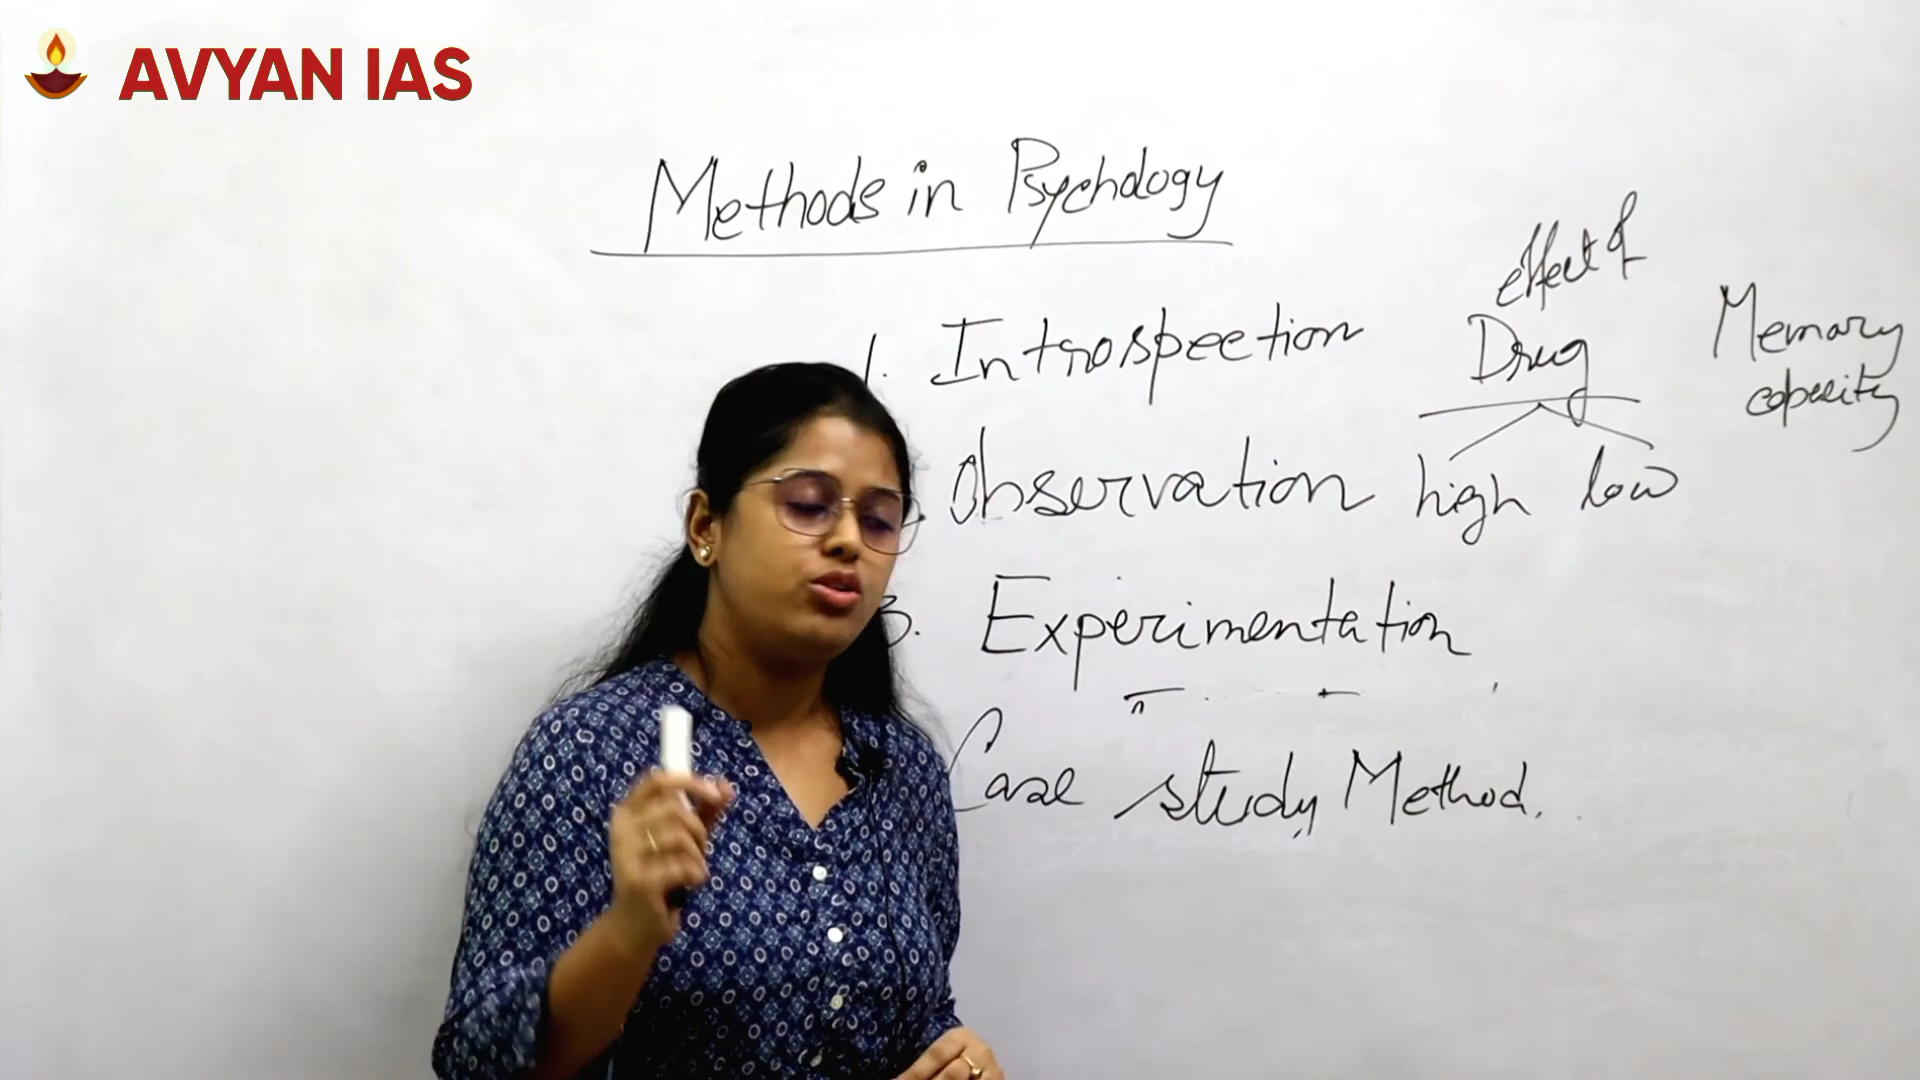 AVYAN IAS
Methods in Psychology
1. Introspection
Observation
3. Experimentation
Case study Method.
effect of
Drug
high low
Memory
capacity